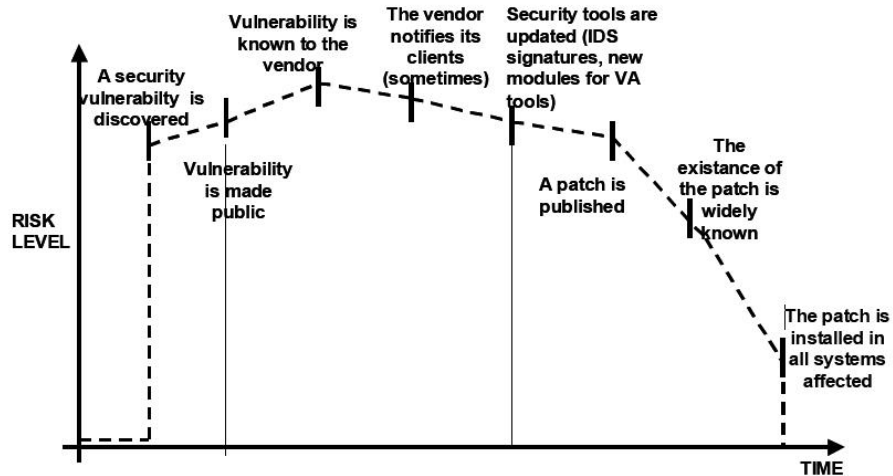 A security
vulnerabilty is
discovered
Vulnerability is
known to the
vendor
The vendor
notifies its
clients
(sometimes)
Security tools are
updated (IDS
signatures, new
modules for VA
tools)
Vulnerability
is made
public
A patch is
published
The
existance of
the patch is
widely
known
The patch is
installed in
all systems
affected
RISK
LEVEL
TIME